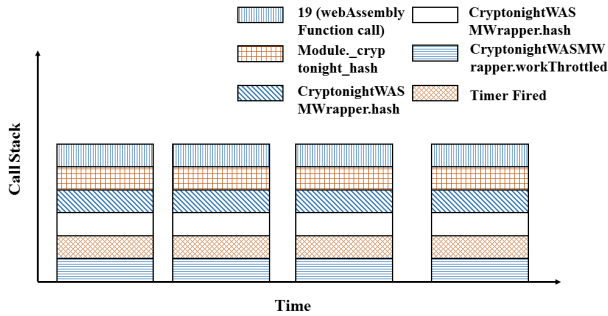 19 (webAssembly
Function call)
CryptonightWAS
MWRapper.hash
Module._cryp
tonight_hash
CryptonightWASMW
rapper.workThrottled
CryptonightWAS
MWRapper.hash
Timer Fired
Call Stack
Time